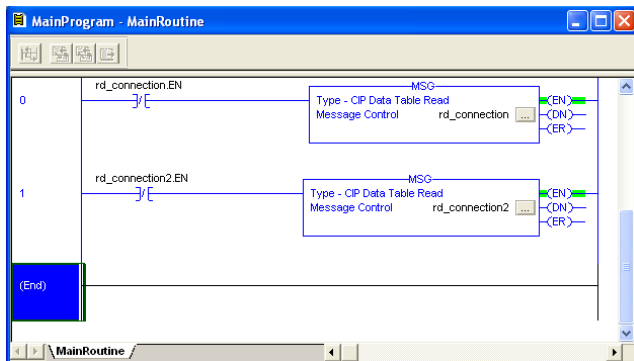 MainProgram - MainRoutine
rd_connection.EN
MSG
0
Type - CIP Data Table Read
(EN)
Message Control rd_connection ...
(DN)
(ER)
rd_connection2.EN
MSG
1
Type - CIP Data Table Read
(EN)
Message Control rd_connection2 ...
(DN)
(ER)
(End)
MainRoutine